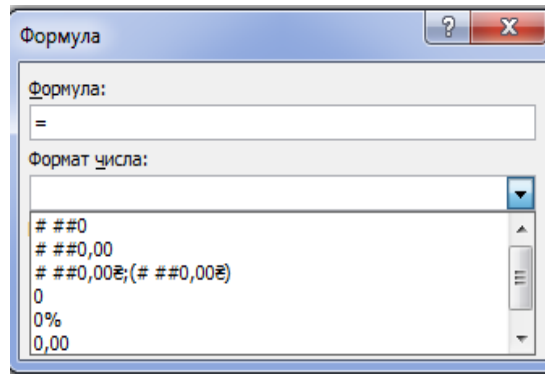 Формула
Формула:
=
Формат числа:
# ##0
# ##0,00
# ##0,00₴;(# ##0,00₴)
0
0%
0,00